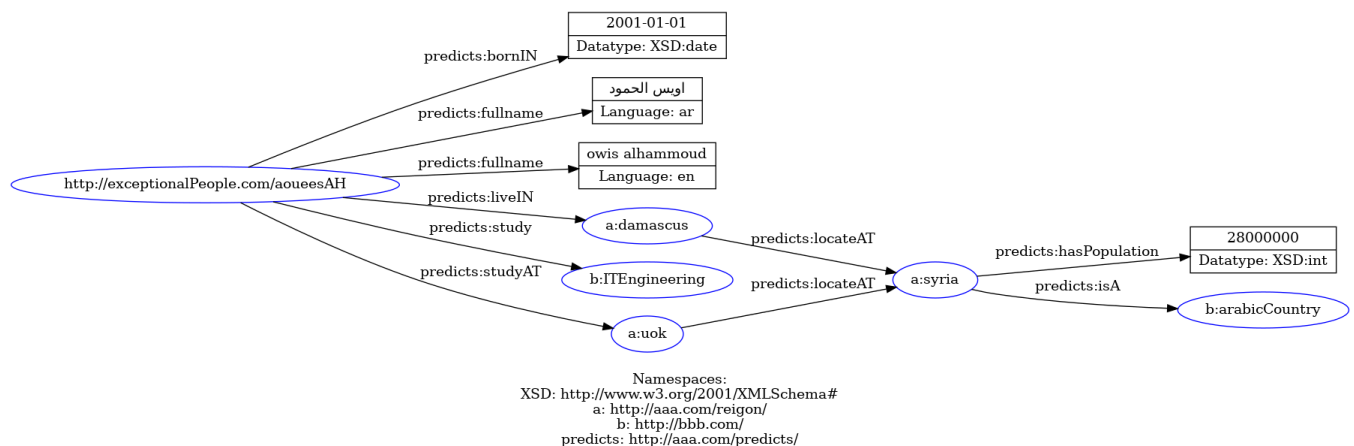 2001-01-01
Datatype: XSD:date
predicts:bornIN
اويس الحمود
Language: ar
predicts:fullname
owis alhammoud
Language: en
predicts:fullname
http://exceptionalPeople.com/aoueesAH
predicts:liveIN
a:damascus
predicts:study
predicts:locateAT
28000000
Datatype: XSD:int
predicts:hasPopulation
b:ITEngineering
a:syria
predicts:studyAT
predicts:locateAT
predicts:isA
b:arabicCountry
a:uok
Namespaces:
XSD: http://www.w3.org/2001/XMLSchema#
a: http://aaa.com/reigon/
b: http://bbb.com/
predicts: http://aaa.com/predicts/